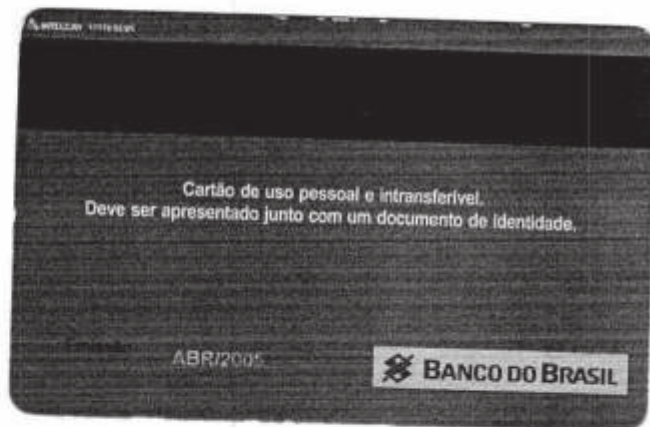 Cartão de uso pessoal e intransferível.
Deve ser apresentado junto com um documento de identidade.
Emissão
ABR/2005
BANCO DO BRASIL